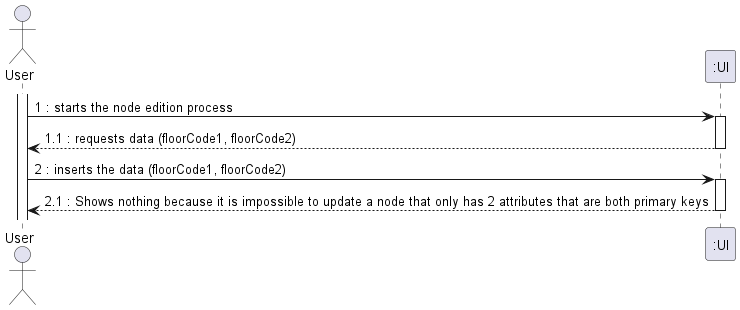 User
:UI
1 : starts the node edition process
1.1 : requests data (floorCode1, floorCode2)
2 : inserts the data (floorCode1, floorCode2)
2.1 : Shows nothing because it is impossible to update a node that only has 2 attributes that are both primary keys
User
:UI